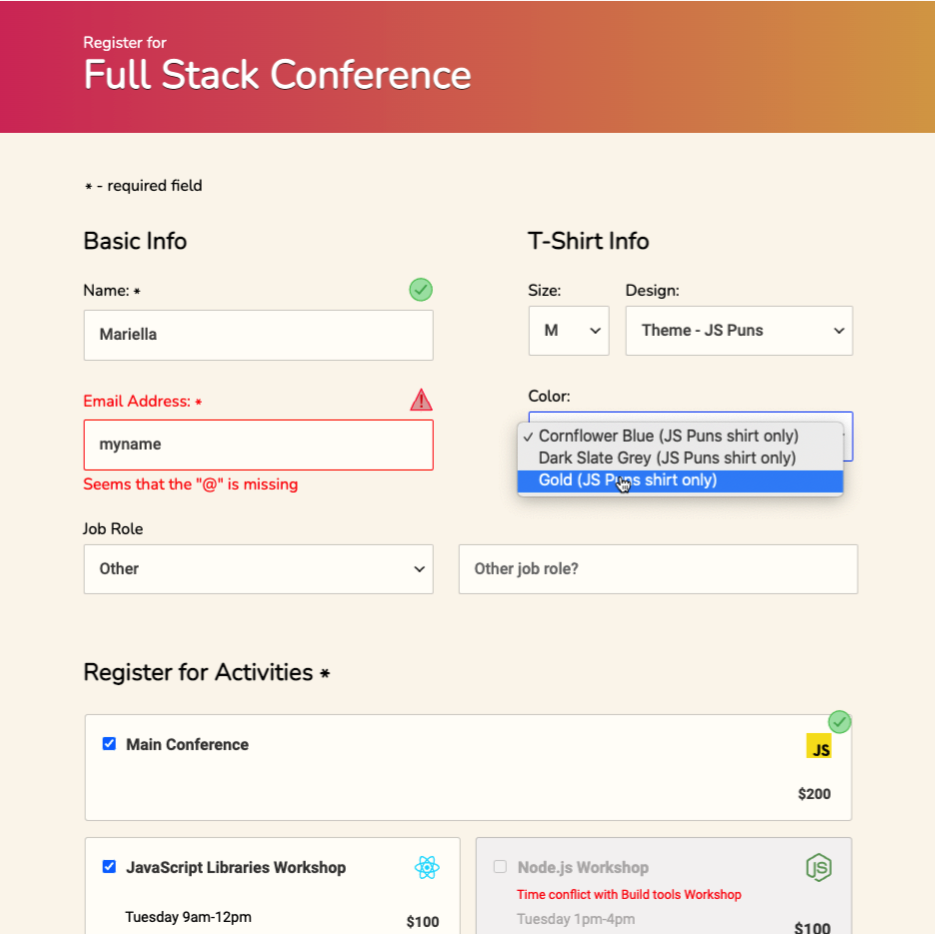 Register for
Full Stack Conference
* - required field
Basic Info
Name: *
Mariella
Email Address: *
myname
Seems that the "@" is missing
Job Role
Other
Other job role?
T-Shirt Info
Size:
Design:
M
Theme - JS Puns
Color:
✓ Cornflower Blue (JS Puns shirt only)
Dark Slate Grey (JS Puns shirt only)
Gold (JS Puns shirt only)
Register for Activities *
Main Conference
JS
$200
JavaScript Libraries Workshop
Tuesday 9am-12pm
$100
Node.js Workshop
JS
Time conflict with Build tools Workshop
Tuesday 1pm-4pm
$100